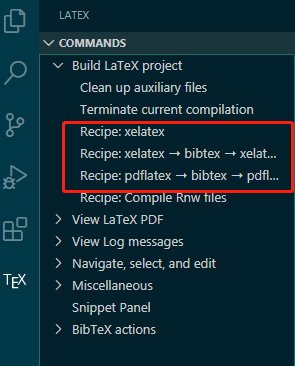 LATEX
COMMANDS
Build LaTeX project
Clean up auxiliary files
Terminate current compilation
Recipe: xelatex
Recipe: xelatex → bibtex → xelat...
Recipe: pdflatex → bibtex → pdfl...
Recipe: Compile Rnw files
View LaTeX PDF
View Log messages
Navigate, select, and edit
Miscellaneous
Snippet Panel
BibTeX actions
TEX